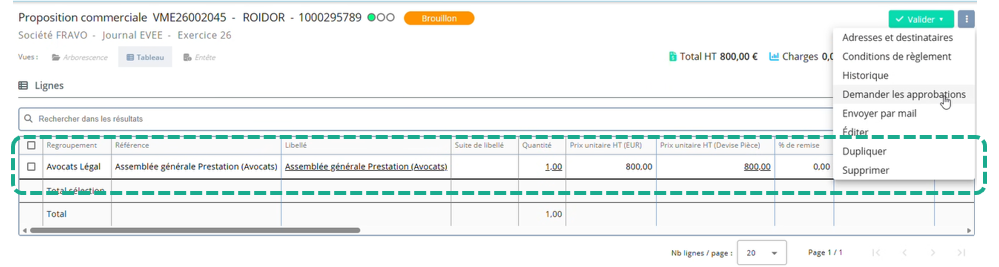 Proposition commerciale VME26002045 - ROIDOR - 1000295789 Brouillon Valider
Société FRAVO - Journal EVEE - Exercice 26
Vues : Arborescence Tableau Entête Total HT 800,00 € Charges 0,0
Adresses et destinataires
Conditions de règlement
Historique
Demander les approbations
Envoyer par mail
Éditer
Dupliquer
Supprimer
Lignes
Rechercher dans les résultats
Regroupement Référence Libellé Suite de libellé Quantité Prix unitaire HT (EUR) Prix unitaire HT (Devise Pièce) % de remise
Avocats Légal Assemblée générale Prestation (Avocats) Assemblée générale Prestation (Avocats) 1,00 800,00 800,00 0,00
Total sélection
Total 1,00
Nb lignes / page : 20 Page 1 / 1